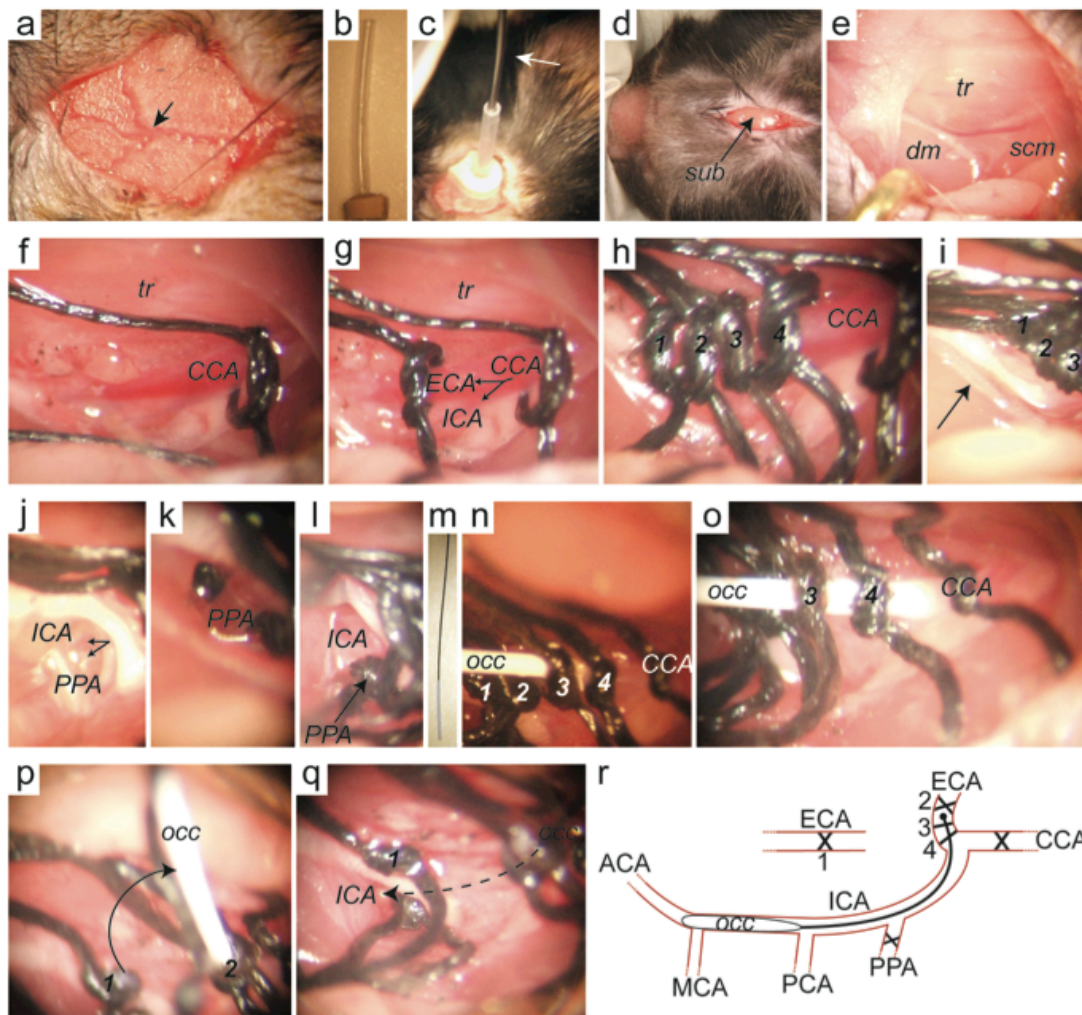 a
b
c
d
sub
e
tr
dm
scm
f
tr
CCA
g
tr
CCA
ECA
ICA
h
1
2
3
4
CCA
i
1
2
3
j
ICA
PPA
k
PPA
l
ICA
PPA
m
n
occ
1
2
3
4
CCA
o
occ
3
4
CCA
p
occ
1
2
q
1
occ
ICA
r
ECA
2
3
4
ECA
1
CCA
ACA
ICA
occ
MCA
PCA
PPA